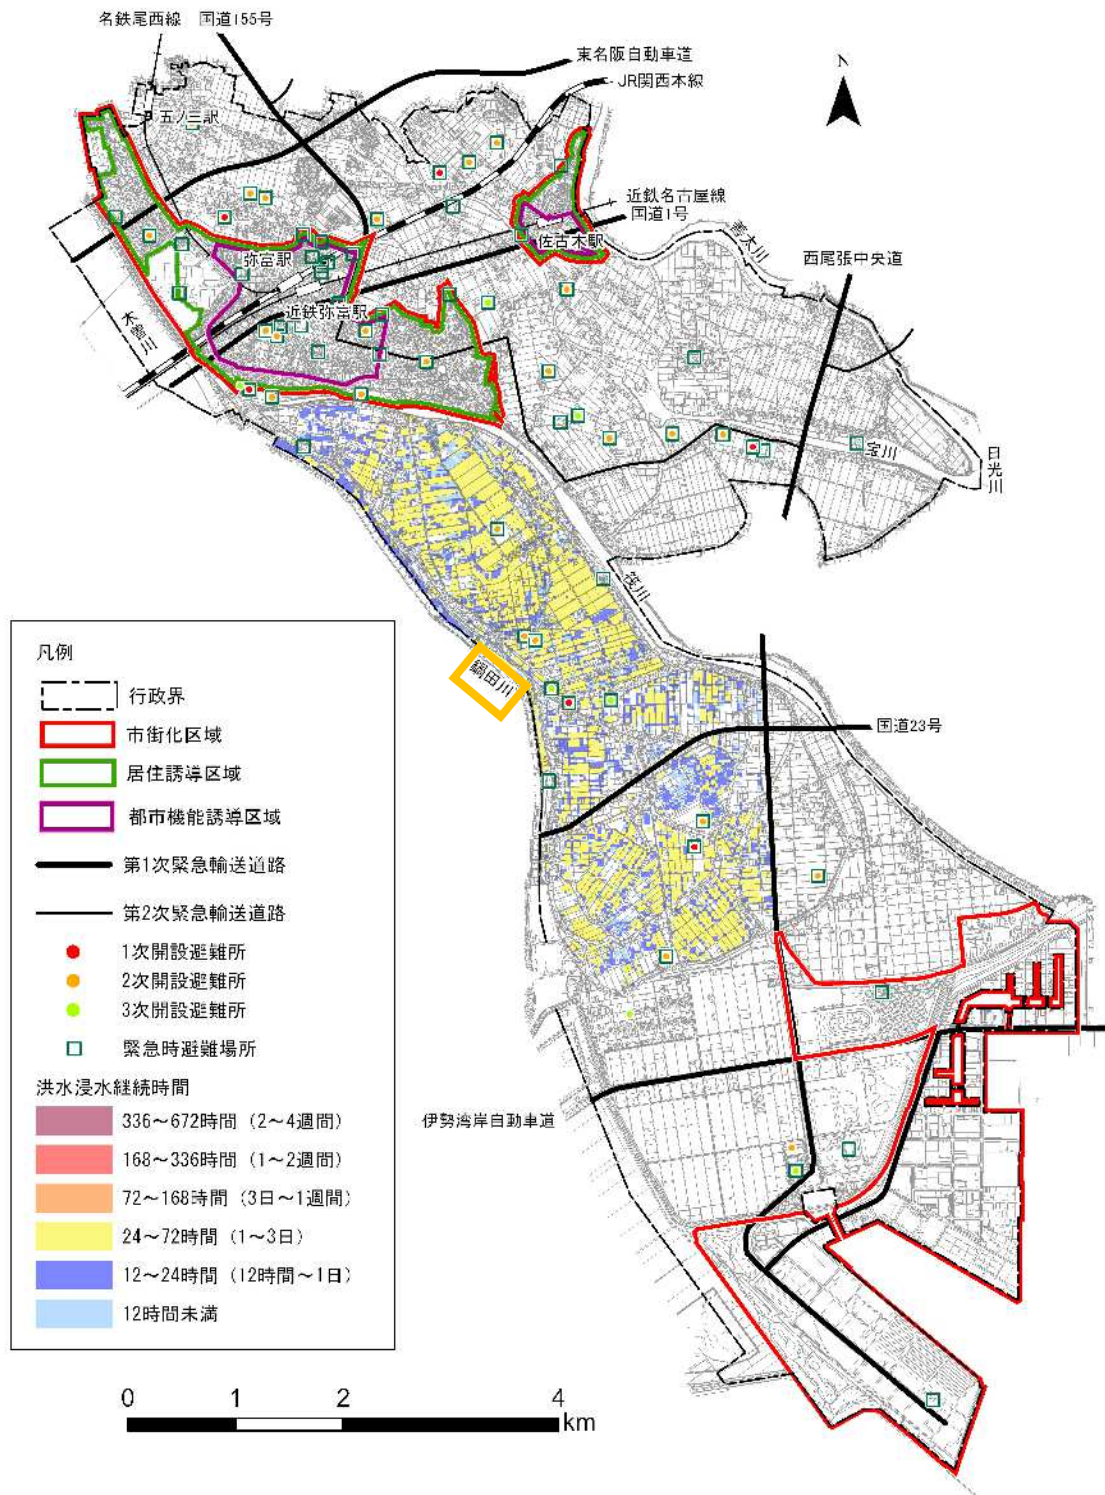 名鉄尾西線 国道155号
東名阪自動車道
JR関西本線
N
五ノ三駅
近鉄名古屋線
国道1号
佐古木駅
善太川
西尾張中央道
弥富駅
近鉄弥富駅
木曽川
宝川
日光川
筏川
鍋田川
国道23号
伊勢湾岸自動車道
凡例
行政界
市街化区域
居住誘導区域
都市機能誘導区域
第1次緊急輸送道路
第2次緊急輸送道路
1次開設避難所
2次開設避難所
3次開設避難所
緊急時避難場所
洪水浸水継続時間
336～672時間（2～4週間）
168～336時間（1～2週間）
72～168時間（3日～1週間）
24～72時間（1～3日）
12～24時間（12時間～1日）
12時間未満
0 1 2 4
km